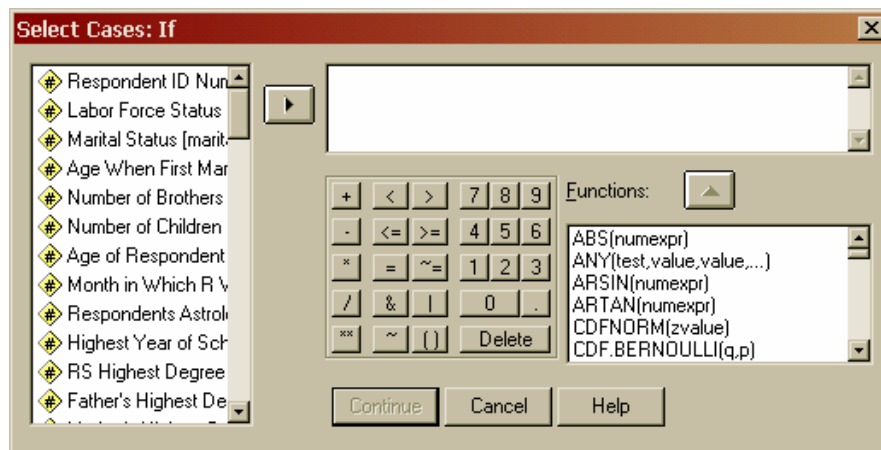 Select Cases: If
Respondent ID Num
Labor Force Status
Marital Status [marit
Age When First Mar
Number of Brothers
Number of Children
Age of Respondent
Month in Which R
Respondents Astrol
Highest Year of Sch
RS Highest Degree
Father's Highest De
+ < > 7 8 9
- <= >= 4 5 6
* = ~= 1 2 3
/ & | 0 .
** ~ () Delete
Functions:
ABS(numexpr)
ANY(test,value,value,...)
ARSIN(numexpr)
ARTAN(numexpr)
CDFNORM(zvalue)
CDF.BERNOULLI(q,p)
Continue Cancel Help